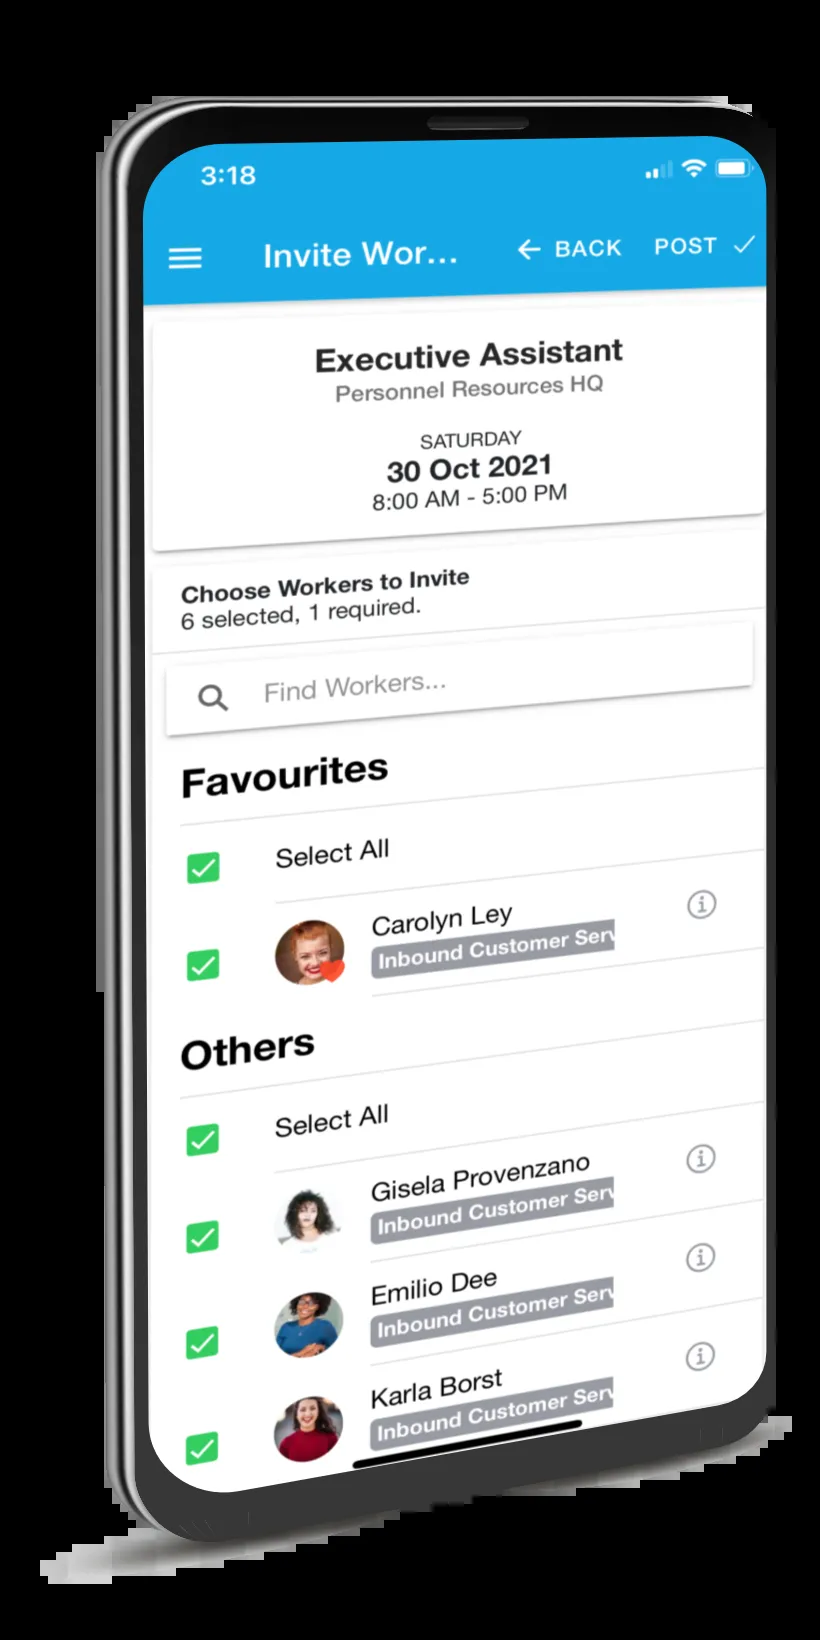 3:18
Invite Wor... ← BACK POST ✓
Executive Assistant
Personnel Resources HQ
SATURDAY
30 Oct 2021
8:00 AM - 5:00 PM
Choose Workers to Invite
6 selected, 1 required.
Find Workers...
Favourites
Select All
Carolyn Ley
Inbound Customer Serv
Others
Select All
Gisela Provenzano
Inbound Customer Serv
Emilio Dee
Inbound Customer Serv
Karla Borst
Inbound Customer Serv